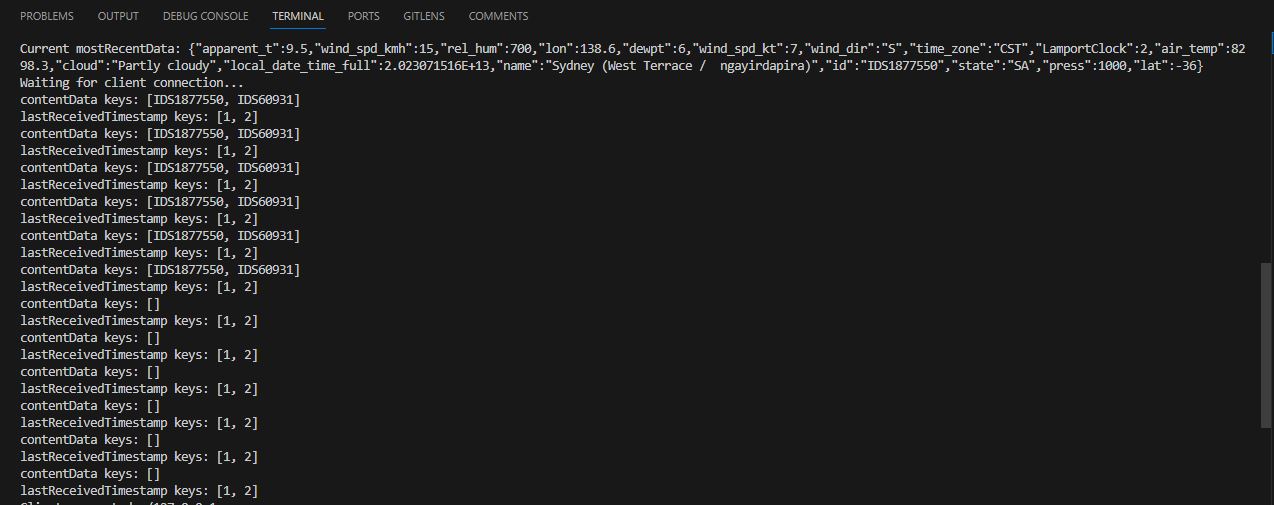 PROBLEMS OUTPUT DEBUG CONSOLE TERMINAL PORTS GITLENS COMMENTS
Current mostRecentData: {"apparent_t":9.5,"wind_spd_kmh":15,"rel_hum":700,"lon":138.6,"dewpt":6,"wind_spd_kt":7,"wind_dir":"S","time_zone":"CST","LamportClock":2,"air_temp":82
98.3,"cloud":"Partly cloudy","local_date_time_full":2.023071516E+13,"name":"Sydney (West Terrace /  ngayirdapira)","id":"IDS1877550","state":"SA","press":1000,"lat":-36}
Waiting for client connection...
contentData keys: [IDS1877550, IDS60931]
lastReceivedTimestamp keys: [1, 2]
contentData keys: [IDS1877550, IDS60931]
lastReceivedTimestamp keys: [1, 2]
contentData keys: [IDS1877550, IDS60931]
lastReceivedTimestamp keys: [1, 2]
contentData keys: [IDS1877550, IDS60931]
lastReceivedTimestamp keys: [1, 2]
contentData keys: [IDS1877550, IDS60931]
lastReceivedTimestamp keys: [1, 2]
contentData keys: [IDS1877550, IDS60931]
lastReceivedTimestamp keys: [1, 2]
contentData keys: []
lastReceivedTimestamp keys: [1, 2]
contentData keys: []
lastReceivedTimestamp keys: [1, 2]
contentData keys: []
lastReceivedTimestamp keys: [1, 2]
contentData keys: []
lastReceivedTimestamp keys: [1, 2]
contentData keys: []
lastReceivedTimestamp keys: [1, 2]
contentData keys: []
lastReceivedTimestamp keys: [1, 2]